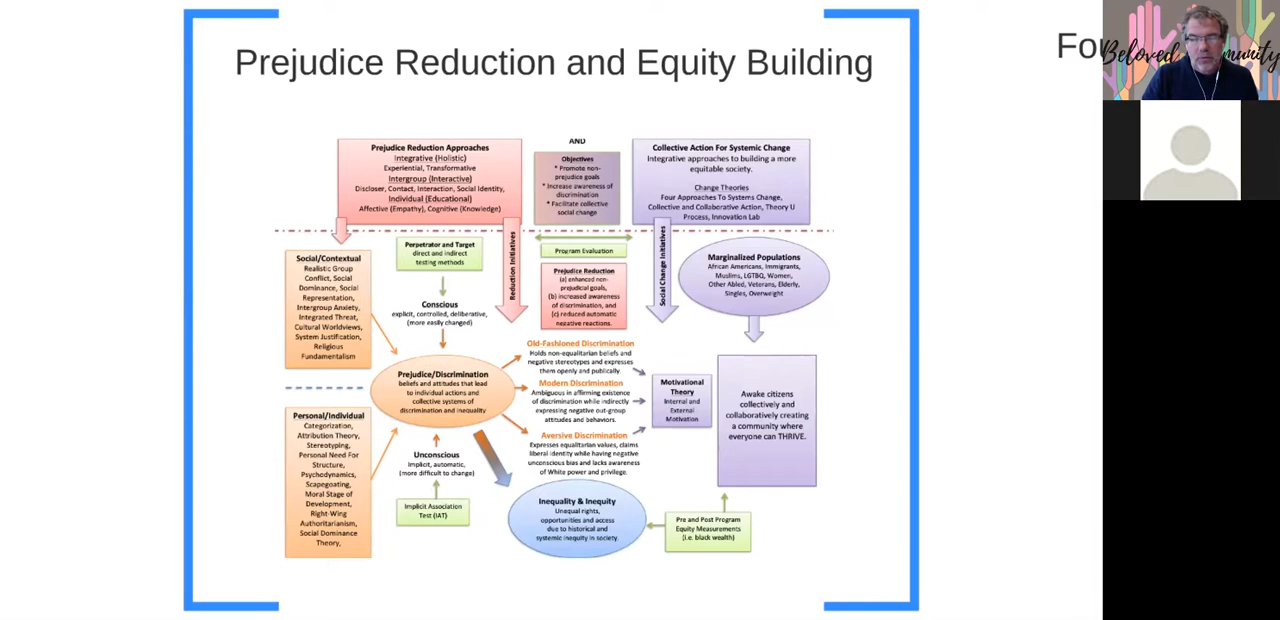 Prejudice Reduction and Equity Building
Prejudice Reduction Approaches
Integrative (Holistic)
Experiential, Transformative
Intergroup (Interactive)
Discloser, Contact, Interaction, Social Identity,
Individual (Educational)
Affective (Empathy), Cognitive (Knowledge)
AND
Objectives
* Promote non-
prejudice goals
* Increase awareness of
discrimination
* Facilitate collective
social change
Collective Action For Systemic Change
Integrative approaches to building a more
equitable society.
Change Theories
Four Approaches To Systems Change,
Collective and Collaborative Action, Theory U
Process, Innovation Lab
Social/Contextual
Realistic Group
Conflict, Social
Dominance, Social
Representation,
Intergroup Anxiety,
Integrated Threat,
Cultural Worldviews,
System Justification,
Religious
Fundamentalism
Perpetrator and Target
direct and indirect
testing methods
Conscious
explicit, controlled, deliberative,
(more easily changed)
Reduction Initiatives
Program Evaluation
Prejudice Reduction
(a) enhanced non-
prejudicial goals,
(b) increased awareness
of discrimination, and
(c) reduced automatic
negative reactions.
Social Change Initiatives
Marginalized Populations
African Americans, Immigrants,
Muslims, LGTBQ, Women,
Other Abled, Veterans, Elderly,
Singles, Overweight
Prejudice/Discrimination
beliefs and attitudes that lead
to individual actions and
collective systems of
discrimination and inequality
Old-Fashioned Discrimination
Holds non-equalitarian beliefs and
negative stereotypes and expresses
them openly and publically.
Modern Discrimination
Ambiguous in affirming existence
of discrimination while indirectly
expressing negative out-group
attitudes and behaviors.
Aversive Discrimination
Expresses equalitarian values, claims
liberal identity while having negative
unconscious bias and lacks awareness
of White power and privilege.
Motivational
Theory
Internal and
External
Motivation
Awake citizens
collectively and
collaboratively creating
a community where
everyone can THRIVE.
Personal/Individual
Categorization,
Attribution Theory,
Stereotyping,
Personal Need For
Structure,
Psychodynamics,
Scapegoating,
Moral Stage of
Development,
Right-Wing
Authoritarianism,
Social Dominance
Theory,
Unconscious
Implicit, automatic,
(more difficult to change)
Implicit Association
Test (IAT)
Inequality & Inequity
Unequal rights,
opportunities and access
due to historical and
systemic inequity in society.
Pre and Post Program
Equity Measurements
(i.e. black wealth)
Fo
Beloved
munity